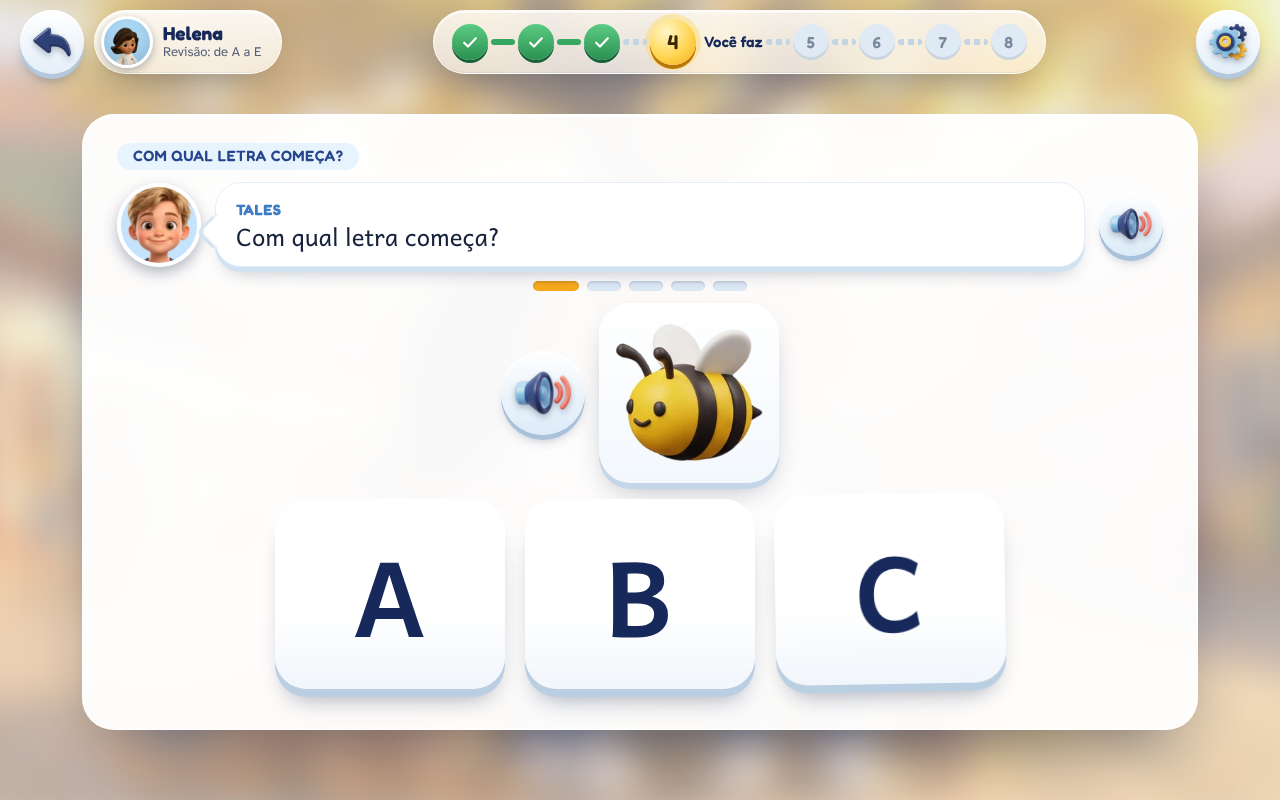 Helena
Revisão: de A a E
4
Você faz
5
6
7
8
COM QUAL LETRA COMEÇA?
TALES
Com qual letra começa?
A
B
C